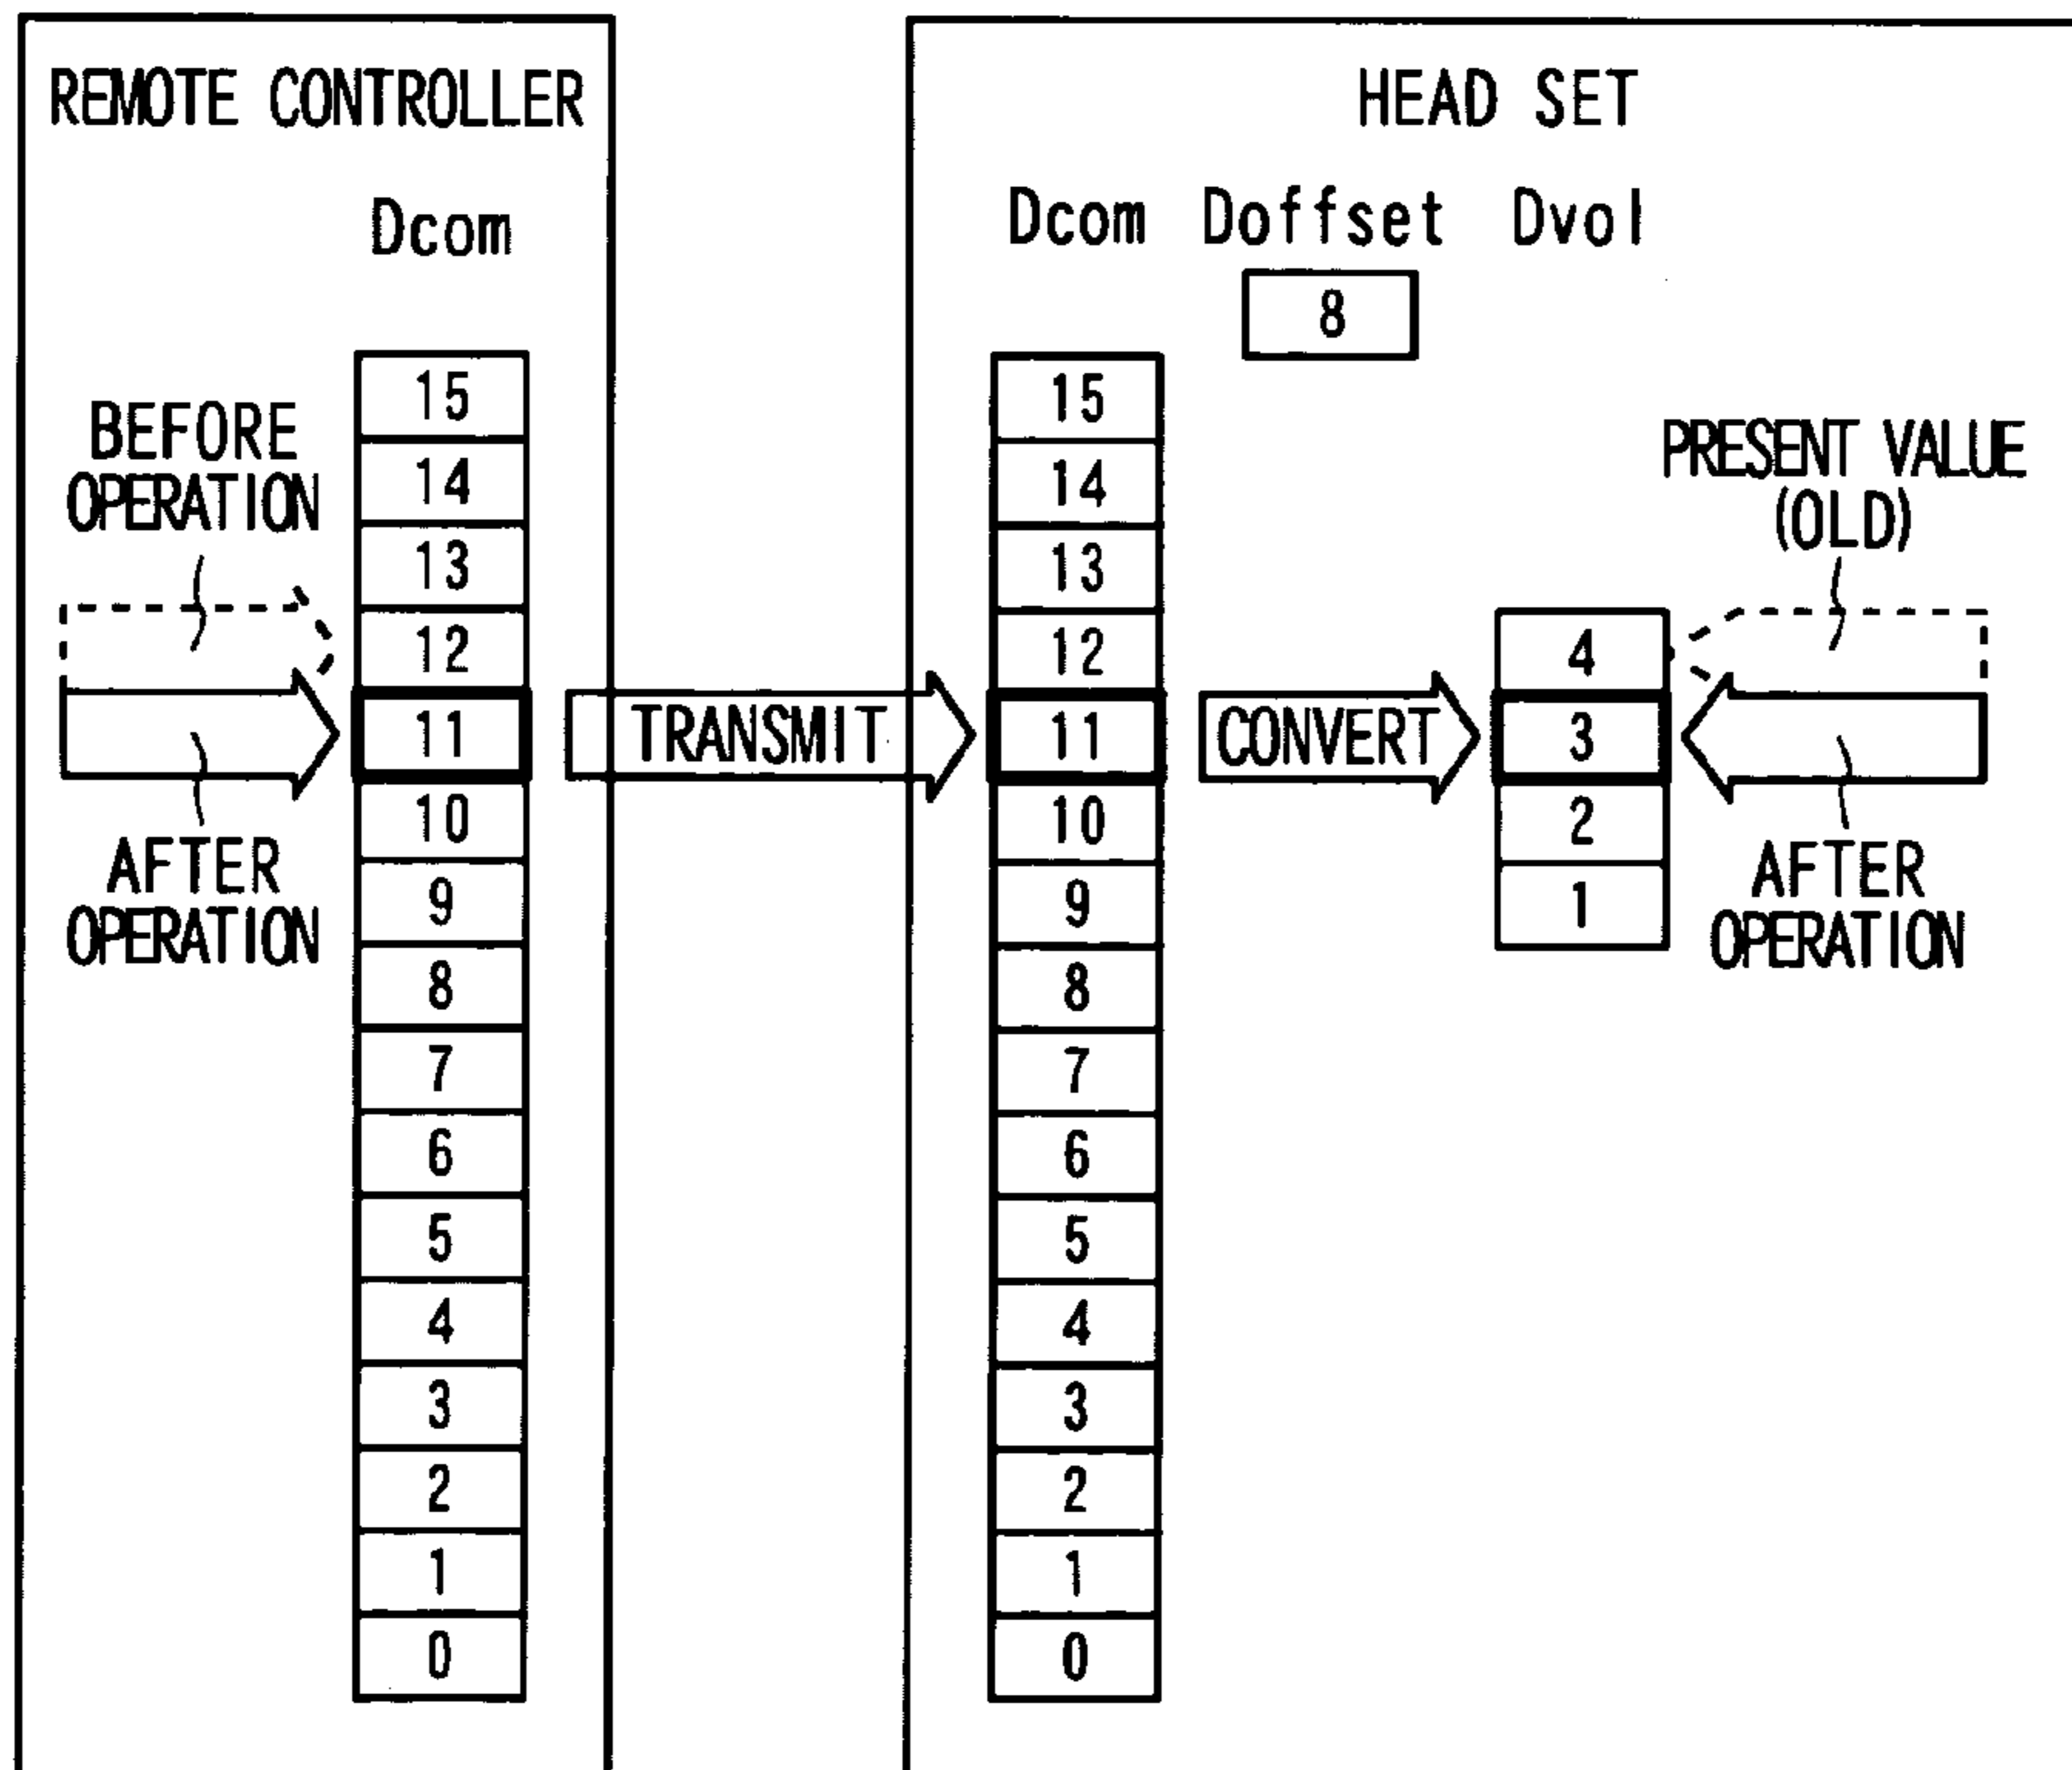 REMOTE CONTROLLER
Dcom
BEFORE
OPERATION
AFTER
OPERATION
15
14
13
12
11
10
9
8
7
6
5
4
3
2
1
0
TRANSMIT
HEAD SET
Dcom Doffset Dvol
8
15
14
13
12
11
10
9
8
7
6
5
4
3
2
1
0
CONVERT
4
3
2
1
PRESENT VALUE
(OLD)
AFTER
OPERATION